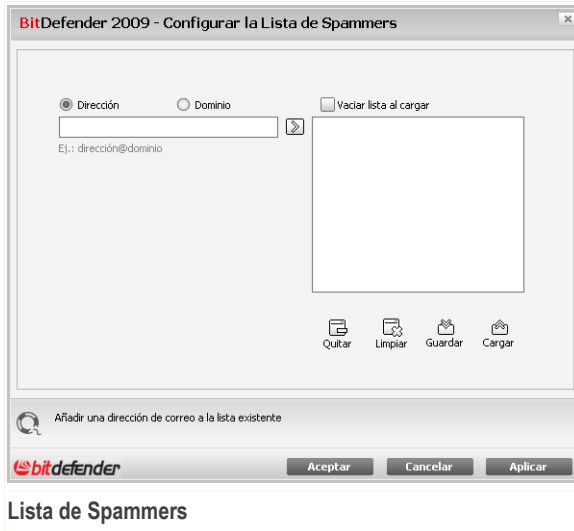 BitDefender 2009 - Configurar la Lista de Spammers
Dirección Dominio
Vaciar lista al cargar
Ej.: dirección@dominio
Quitar Limpiar Guardar Cargar
Añadir una dirección de correo a la lista existente
bitdefender
Aceptar Cancelar Aplicar
Lista de Spammers